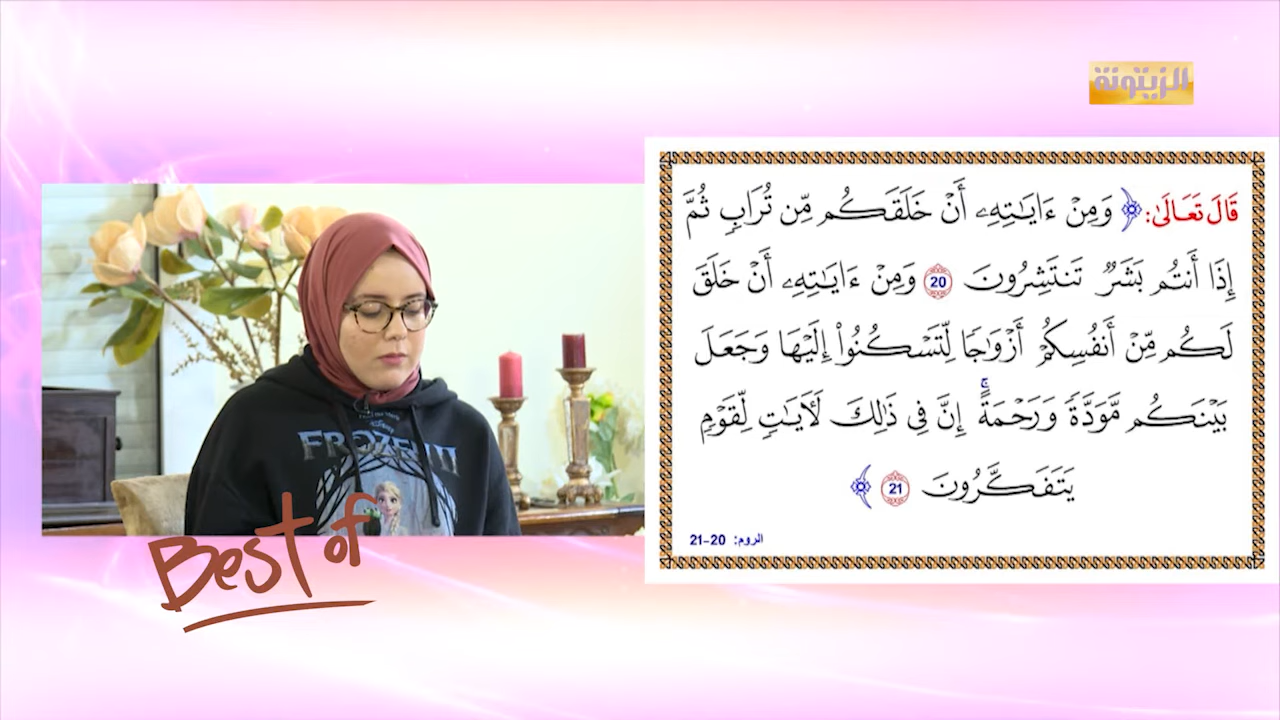 الزيتونة
قَالَ تَعَالَىٰ: ﴿ وَمِنْ ءَايَٰتِهِۦٓ أَنْ خَلَقَكُم مِّن تُرَابٖ ثُمَّ
إِذَآ أَنتُم بَشَرٞ تَنتَشِرُونَ 20 وَمِنْ ءَايَٰتِهِۦٓ أَنْ خَلَقَ
لَكُم مِّنْ أَنفُسِكُمْ أَزْوَٰجٗا لِّتَسْكُنُوٓاْ إِلَيْهَا وَجَعَلَ
بَيْنَكُم مَّوَدَّةٗ وَرَحْمَةًۚ إِنَّ فِي ذَٰلِكَ لَأٓيَٰتٖ لِّقَوْمٖ
يَتَفَكَّرُونَ 21 ﴾
الروم: 20-21
FROZEN II
Best of